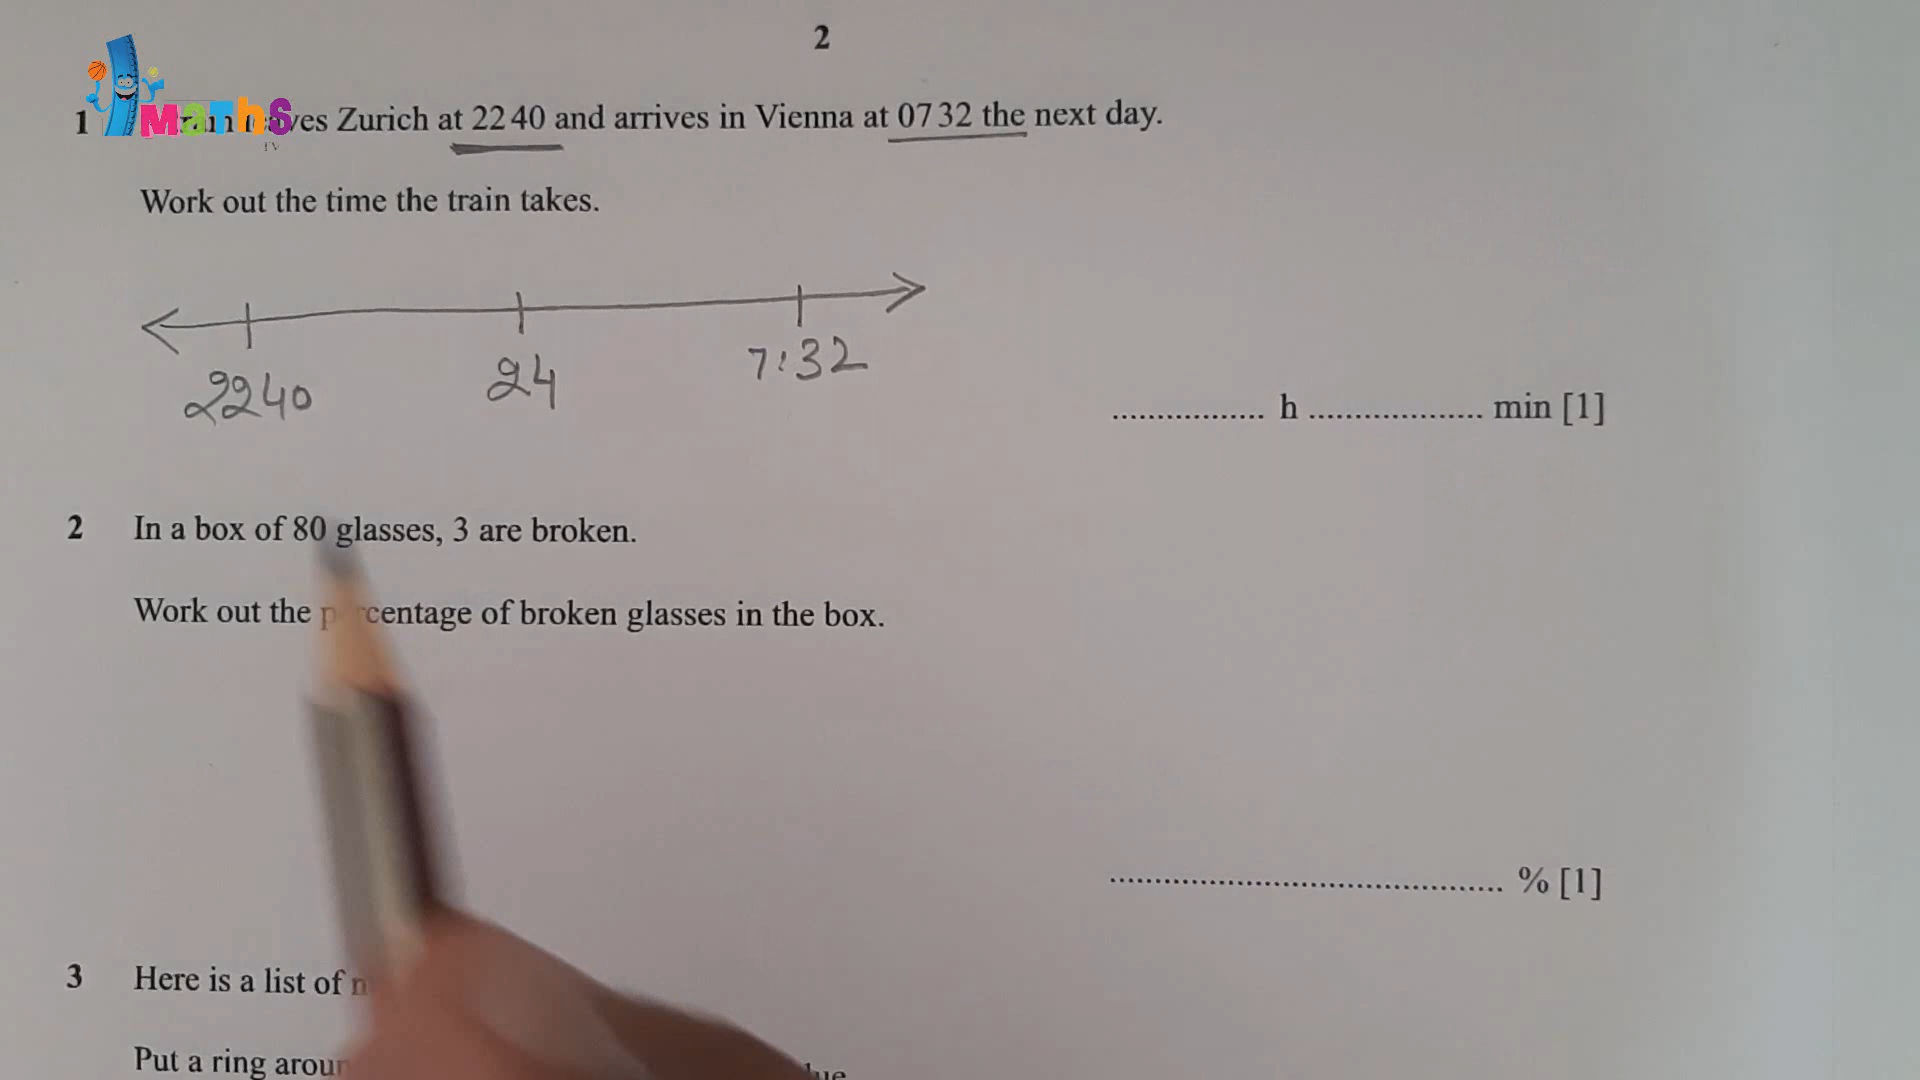 2
1 Maths ves Zurich at 22 40 and arrives in Vienna at 07 32 the next day.
TV
Work out the time the train takes.
2240 24 7:32
................. h .................. min [1]
2 In a box of 80 glasses, 3 are broken.
Work out the percentage of broken glasses in the box.
.......................................... % [1]
3 Here is a list of
Put a ring